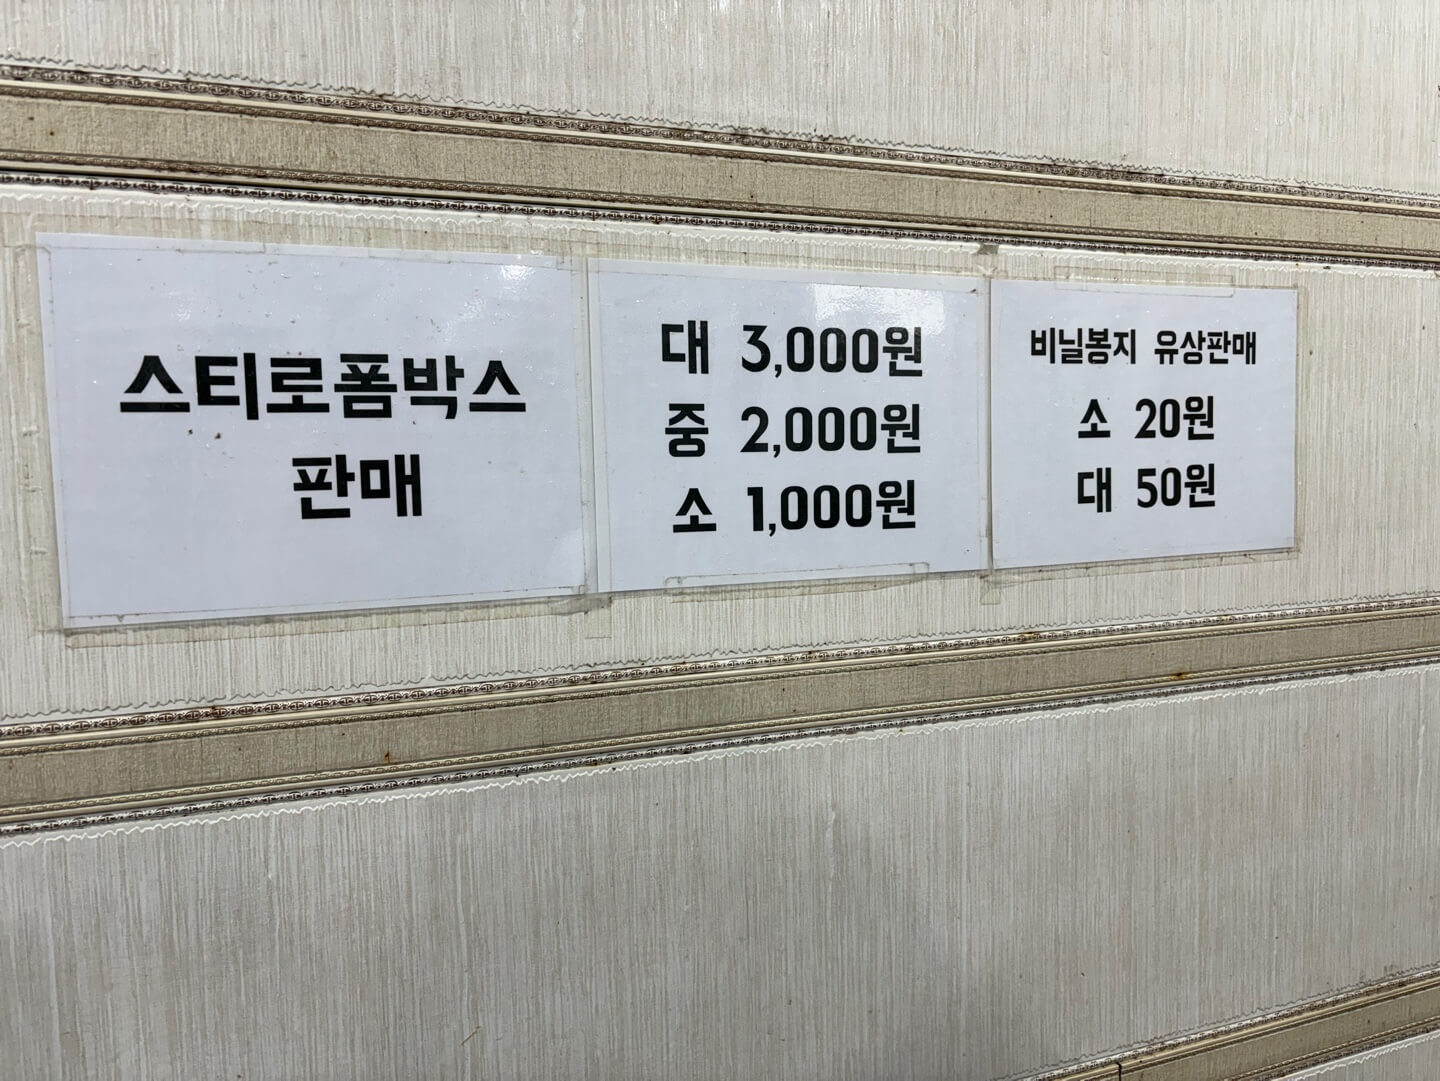 스티로폼박스
판매
대 3,000원
중 2,000원
소 1,000원
비닐봉지 유상판매
소 20원
대 50원